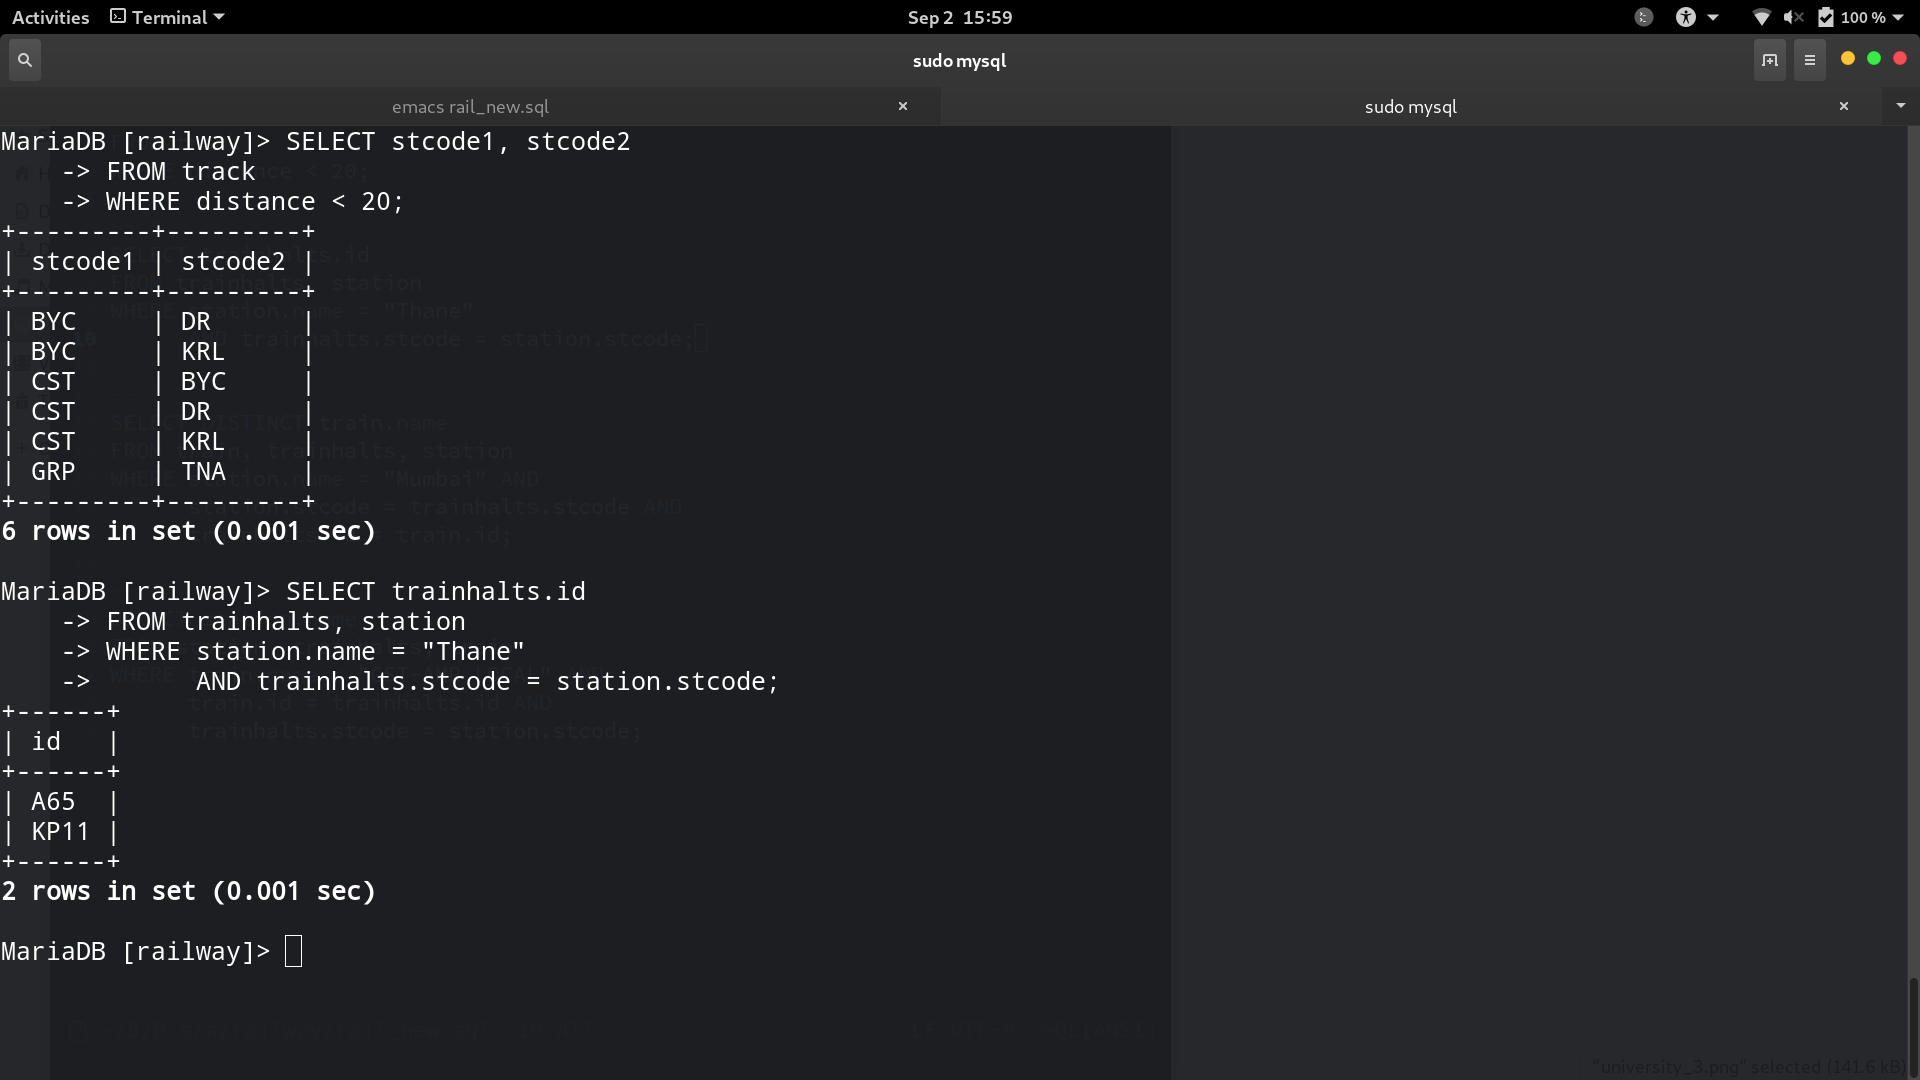 Activities Terminal Sep 2 15:59 100 %
sudo mysql
emacs rail_new.sql × sudo mysql ×
MariaDB [railway]> SELECT stcode1, stcode2
    -> FROM track
    -> WHERE distance < 20;
+---------+---------+
| stcode1 | stcode2 |
+---------+---------+
| BYC     | DR      |
| BYC     | KRL     |
| CST     | BYC     |
| CST     | DR      |
| CST     | KRL     |
| GRP     | TNA     |
+---------+---------+
6 rows in set (0.001 sec)
MariaDB [railway]> SELECT trainhalts.id
    -> FROM trainhalts, station
    -> WHERE station.name = "Thane"
    ->       AND trainhalts.stcode = station.stcode;
+------+
| id   |
+------+
| A65  |
| KP11 |
+------+
2 rows in set (0.001 sec)
MariaDB [railway]>
"university_3.png" selected (141.6 kB)